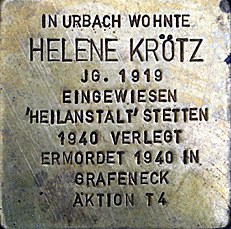 IN URBACH WOHNTE
HELENE KRÖTZ
JG. 1919
EINGEWIESEN
'HEILANSTALT' STETTEN
1940 VERLEGT
ERMORDET 1940 IN
GRAFENECK
AKTION T4